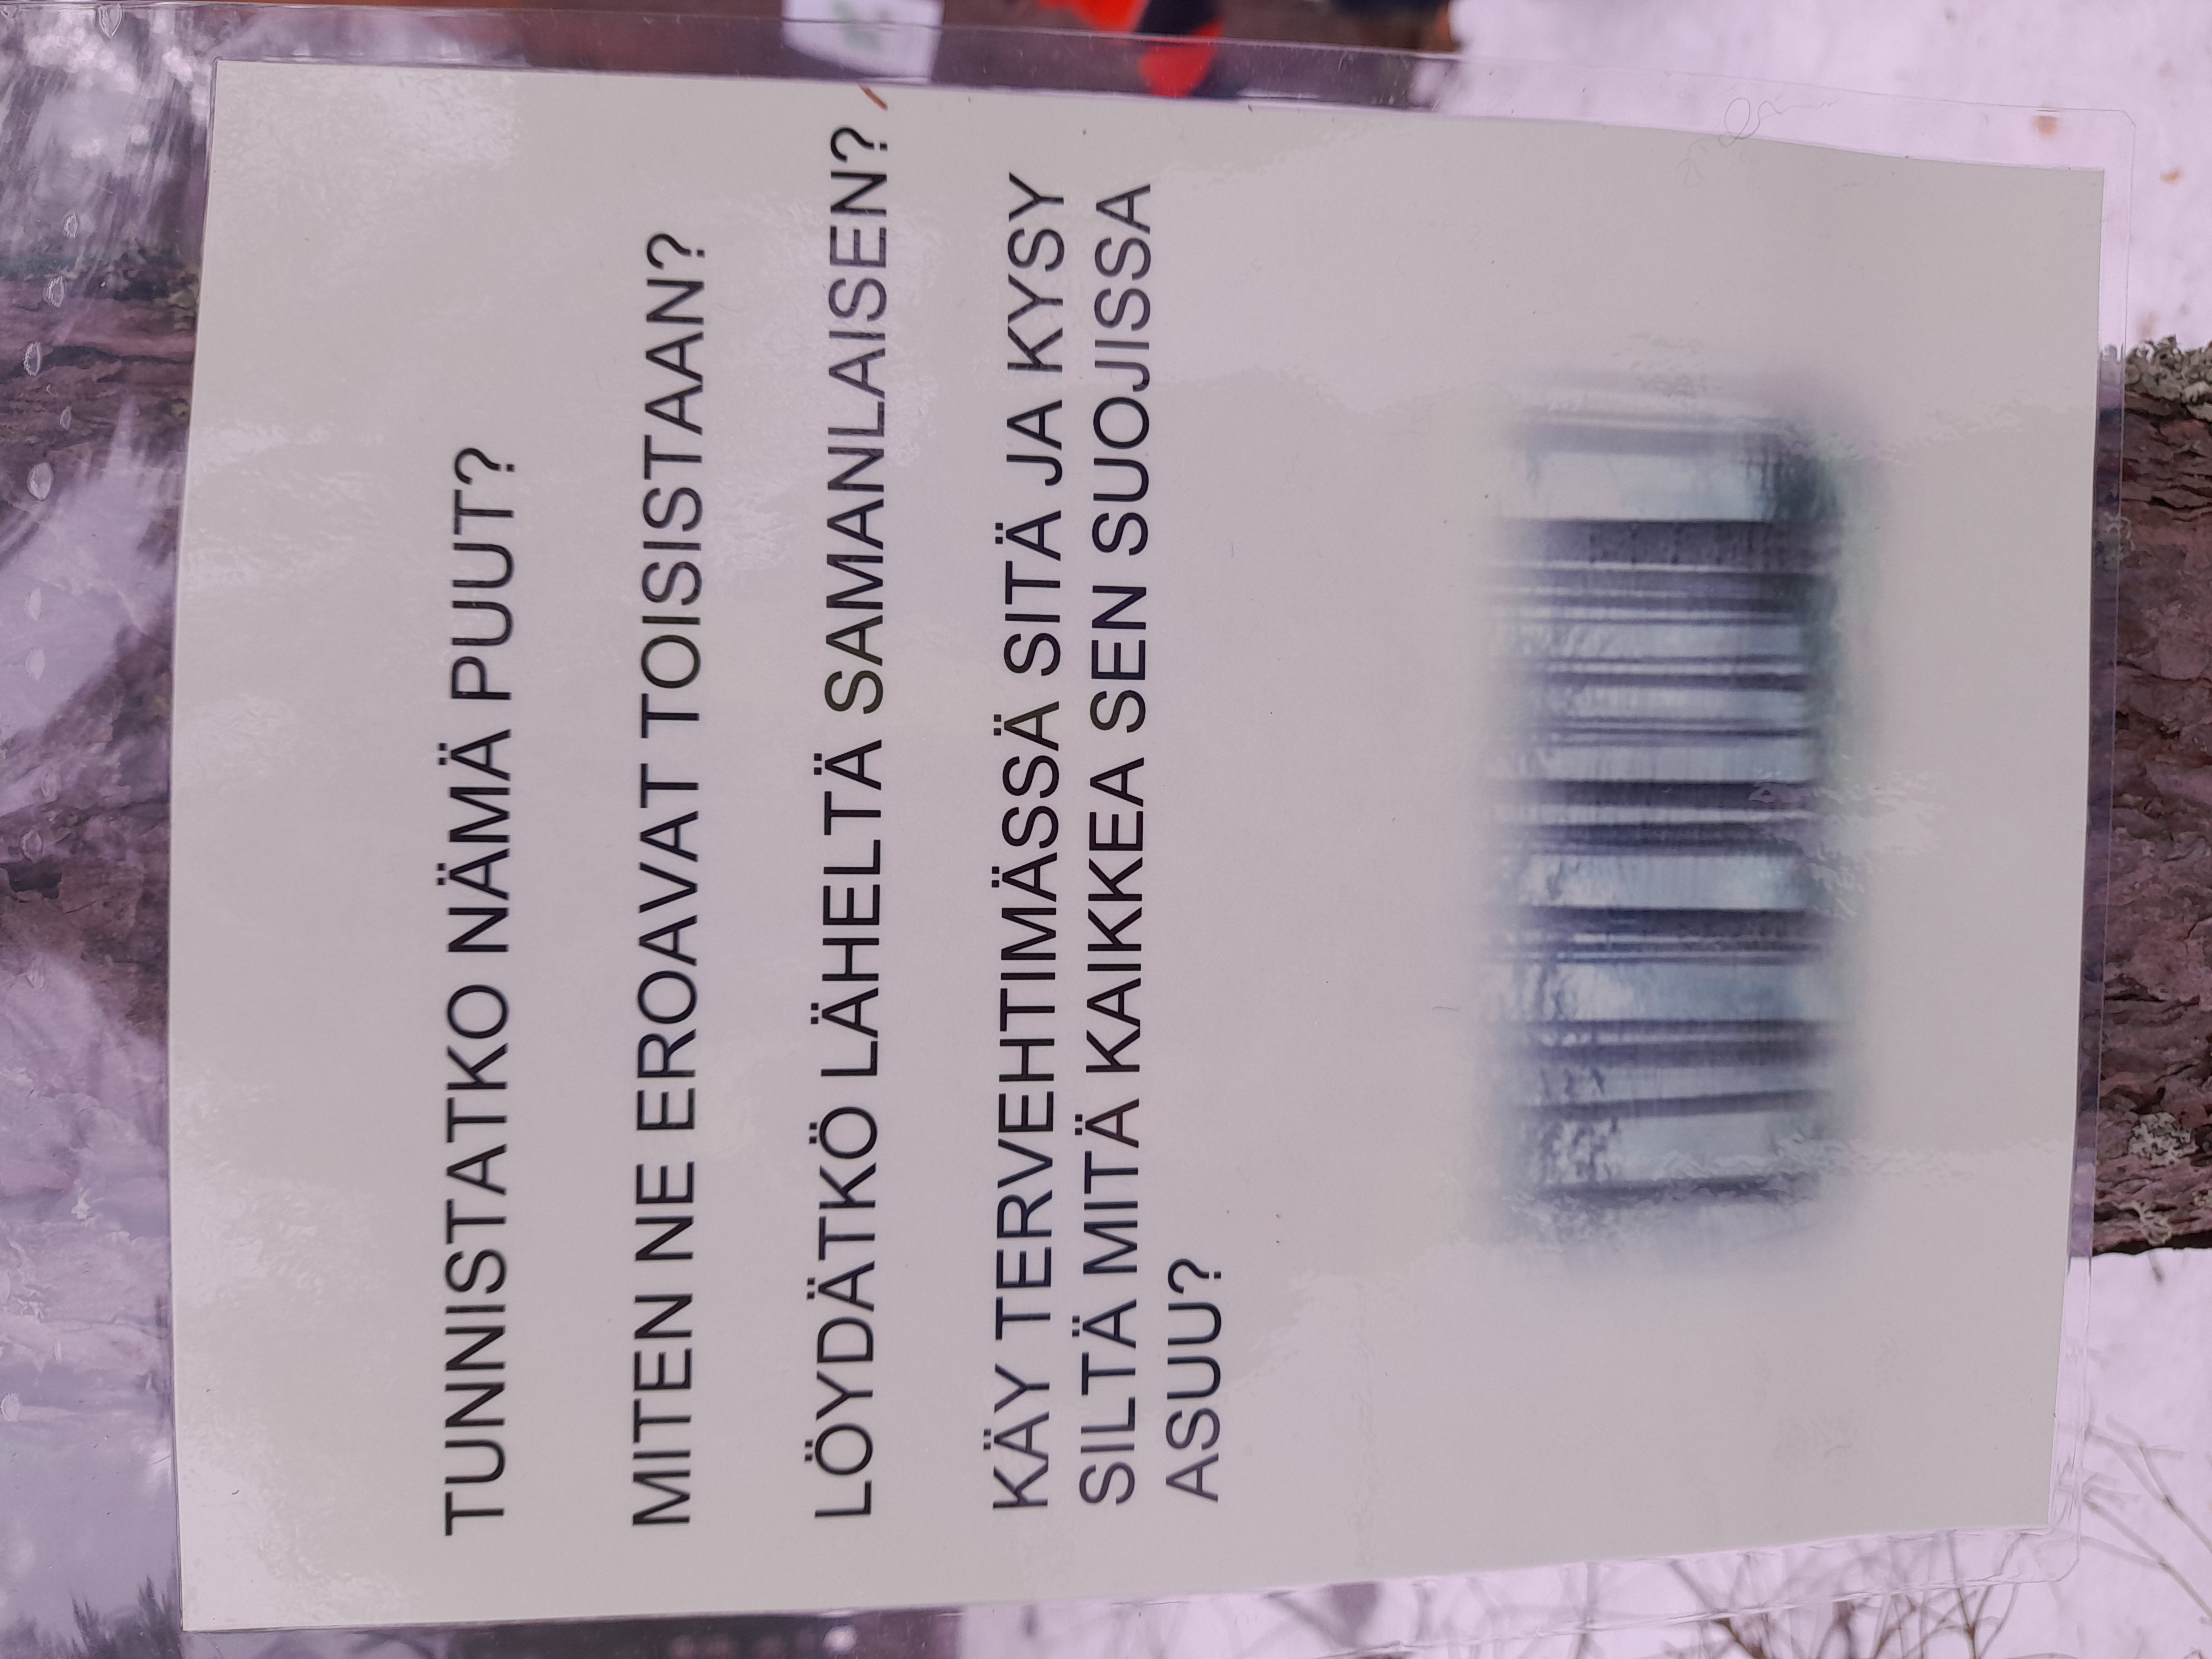 TUNNISTATKO NÄMÄ PUUT?
MITEN NE EROAVAT TOISISTAAN?
LÖYDÄTKÖ LÄHELTÄ SAMANLAISEN?
KÄY TERVEHTIMÄSSÄ SITÄ JA KYSY
SILTÄ MITÄ KAIKKEA SEN SUOJISSA
ASUU?